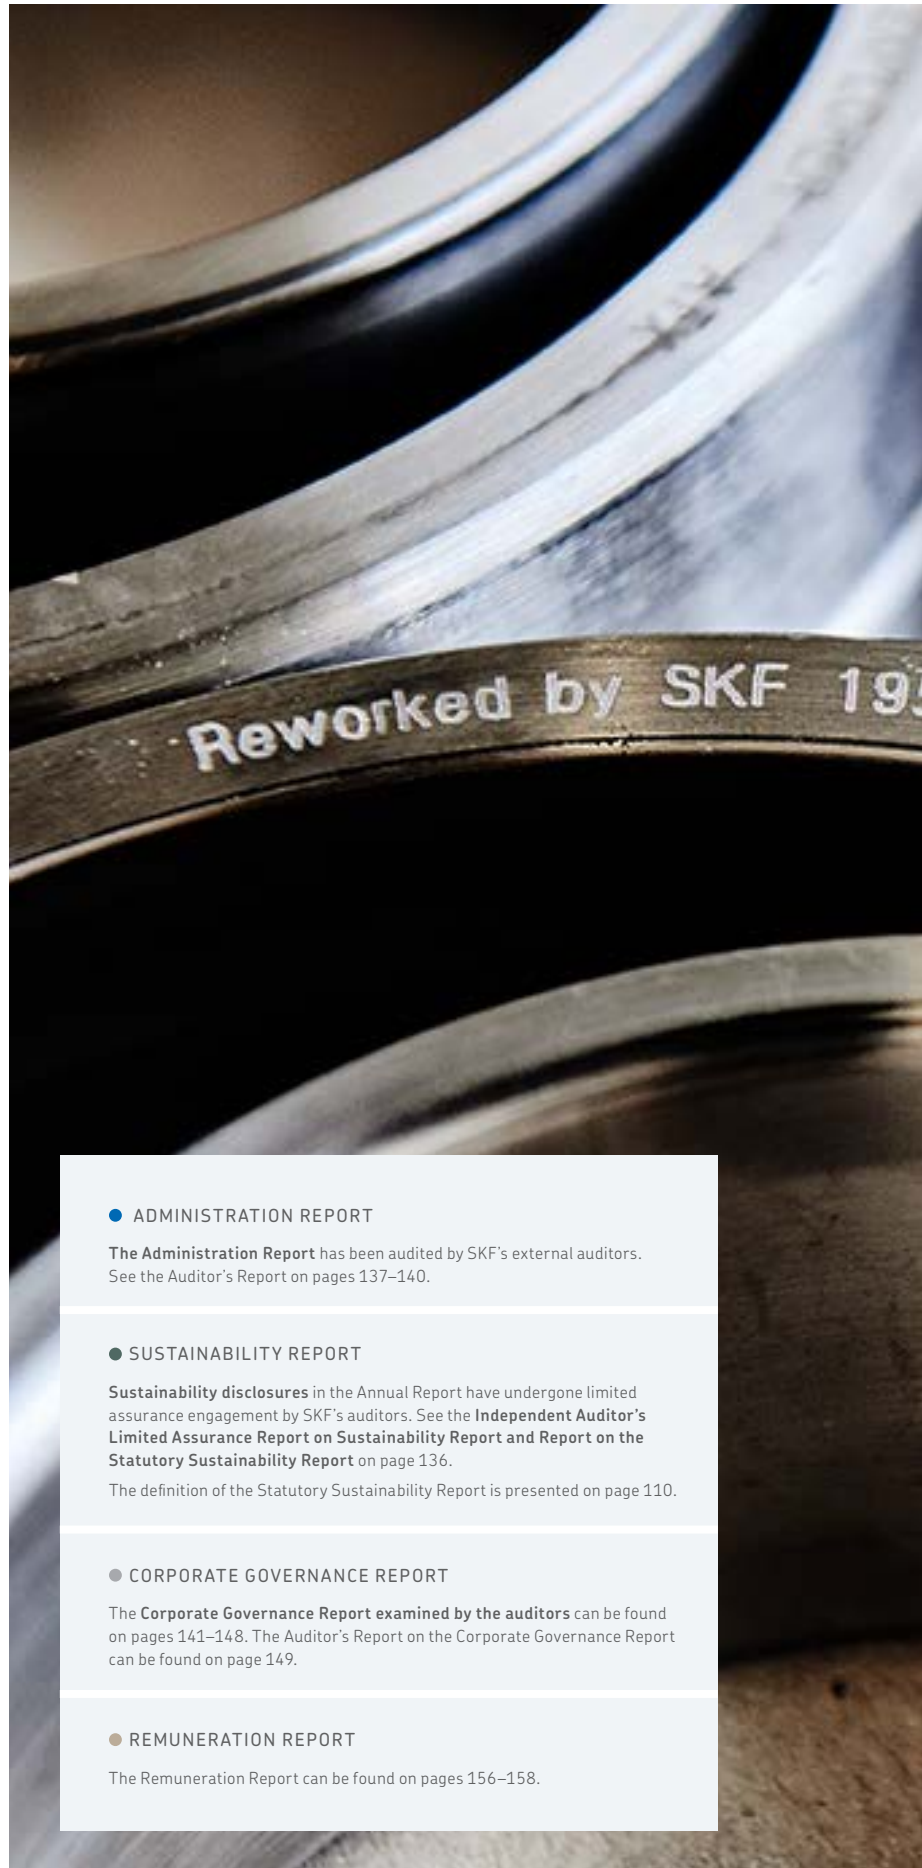 Reworked by SKF
ADMINISTRATION REPORT
The Administration Report has been audited by SKF’s external auditors.
See the Auditor’s Report on pages 137–140.
SUSTAINABILITY REPORT
Sustainability disclosures in the Annual Report have undergone limited
assurance engagement by SKF’s auditors. See the Independent Auditor’s
Limited Assurance Report on Sustainability Report and Report on the
Statutory Sustainability Report on page 136.
The definition of the Statutory Sustainability Report is presented on page 110.
CORPORATE GOVERNANCE REPORT
The Corporate Governance Report examined by the auditors can be found
on pages 141–148. The Auditor’s Report on the Corporate Governance Report
can be found on page 149.
REMUNERATION REPORT
The Remuneration Report can be found on pages 156–158.